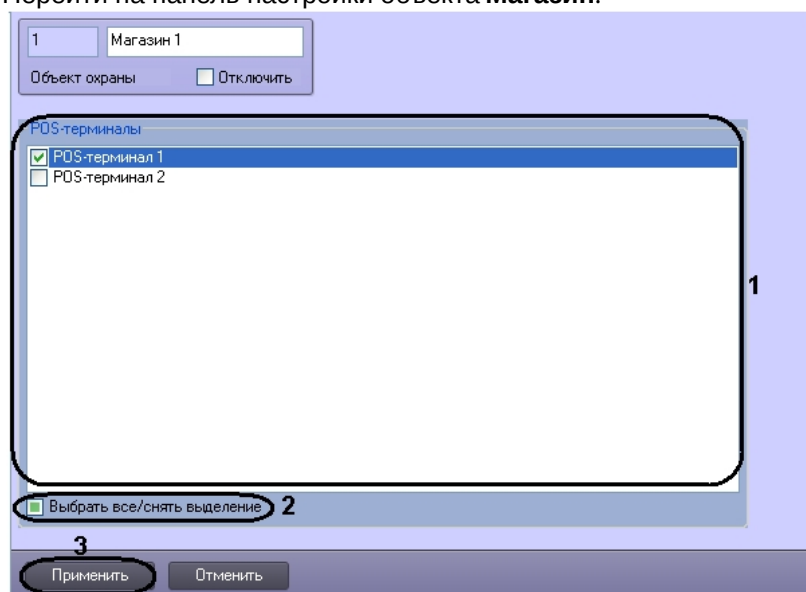 Перейти на панель настройки объекта Магазин.
1 Магазин 1
Объект охраны Отключить
POS-терминалы
POS-терминал 1
POS-терминал 2
1
Выбрать все/снять выделение 2
3
Применить Отменить